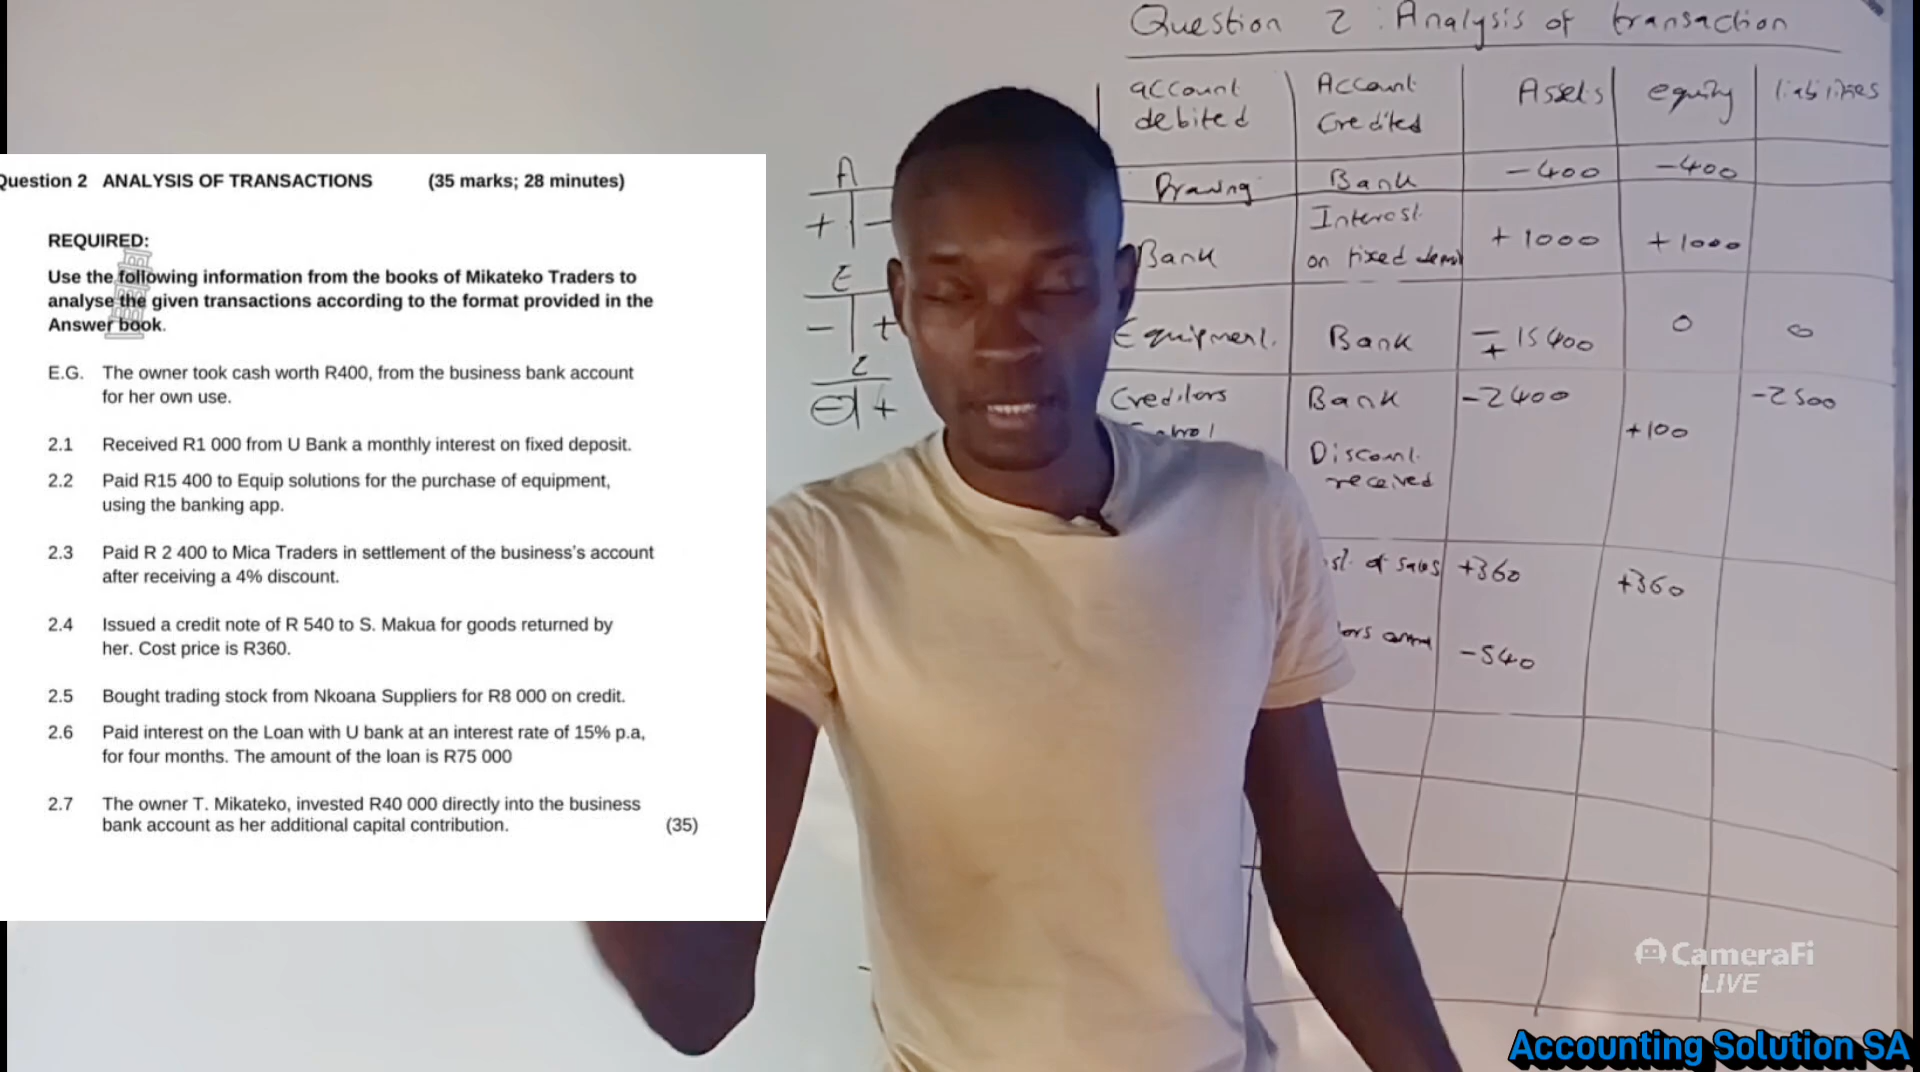 Question 2 ANALYSIS OF TRANSACTIONS (35 marks; 28 minutes)
REQUIRED:
Use the following information from the books of Mikateko Traders to
analyse the given transactions according to the format provided in the
Answer book.
E.G. The owner took cash worth R400, from the business bank account
for her own use.
2.1 Received R1 000 from U Bank a monthly interest on fixed deposit.
2.2 Paid R15 400 to Equip solutions for the purchase of equipment,
using the banking app.
2.3 Paid R 2 400 to Mica Traders in settlement of the business's account
after receiving a 4% discount.
2.4 Issued a credit note of R 540 to S. Makua for goods returned by
her. Cost price is R360.
2.5 Bought trading stock from Nkoana Suppliers for R8 000 on credit.
2.6 Paid interest on the Loan with U bank at an interest rate of 15% p.a,
for four months. The amount of the loan is R75 000
2.7 The owner T. Mikateko, invested R40 000 directly into the business
bank account as her additional capital contribution. (35)
A
+ -
- +
- +
Question 2 : Analysis of transaction
account debited
Account Credited
Assets
equity
liabilities
Drawing Bank -400 -400
Bank Interest on fixed +1000 +1000
Equipment Bank -+ 15400 0 0
Creditors Bank -2400 -2500
+100
Discount
received
of sales +360 +360
-540
CameraFi
LIVE
Accounting Solution SA